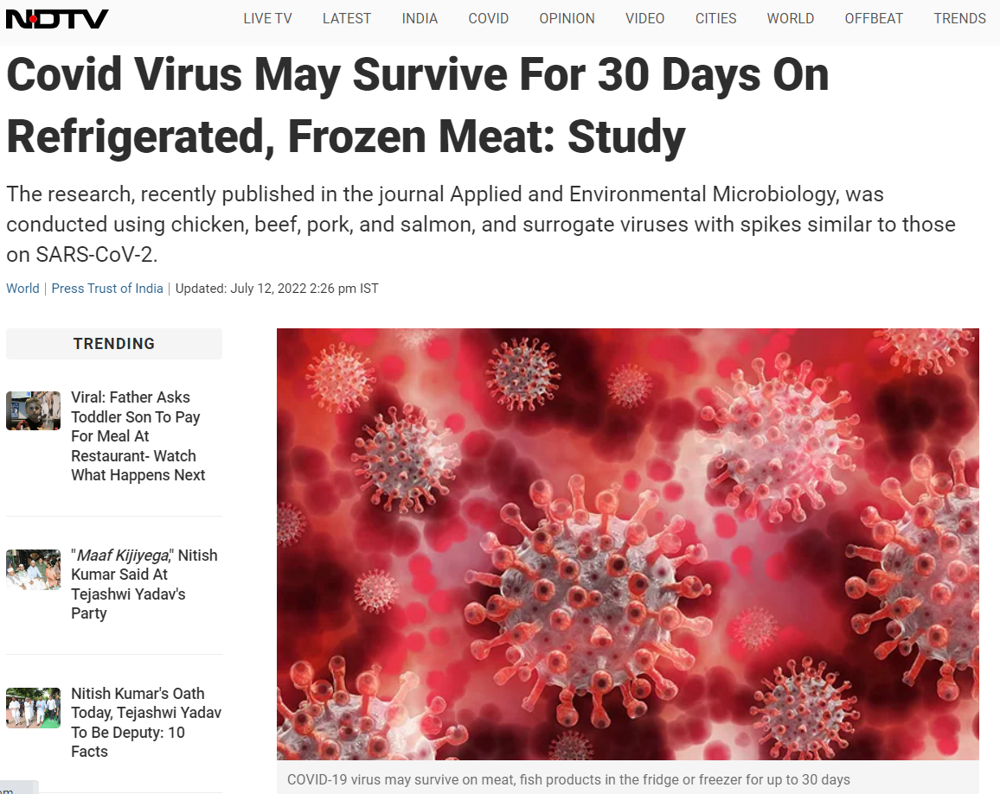 NDTV
LIVE TV LATEST INDIA COVID OPINION VIDEO CITIES WORLD OFFBEAT TRENDS
Covid Virus May Survive For 30 Days On
Refrigerated, Frozen Meat: Study
The research, recently published in the journal Applied and Environmental Microbiology, was
conducted using chicken, beef, pork, and salmon, and surrogate viruses with spikes similar to those
on SARS-CoV-2.
World | Press Trust of India | Updated: July 12, 2022 2:26 pm IST
TRENDING
Viral: Father Asks
Toddler Son To Pay
For Meal At
Restaurant- Watch
What Happens Next
"Maaf Kijiyega," Nitish
Kumar Said At
Tejashwi Yadav's
Party
Nitish Kumar's Oath
Today, Tejashwi Yadav
To Be Deputy: 10
Facts
COVID-19 virus may survive on meat, fish products in the fridge or freezer for up to 30 days